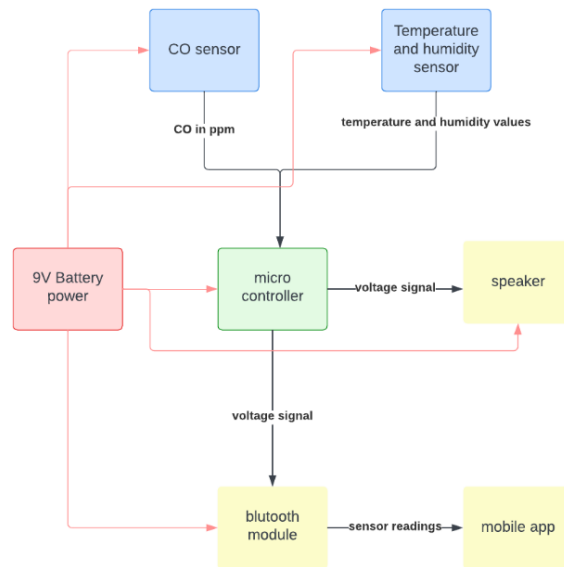 CO sensor
Temperature
and humidity
sensor
CO in ppm
temperature and humidity values
9V Battery
power
micro
controller
voltage signal
speaker
voltage signal
blutooth
module
sensor readings
mobile app